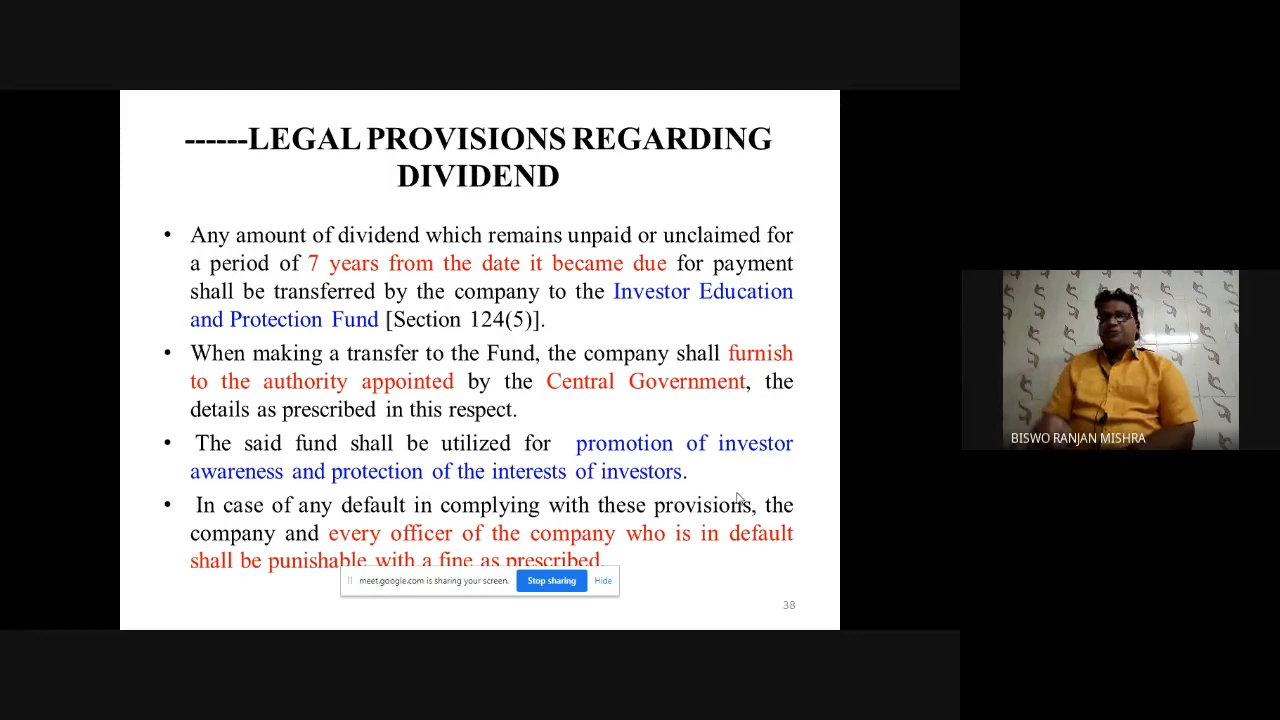 ------LEGAL PROVISIONS REGARDING
DIVIDEND
• Any amount of dividend which remains unpaid or unclaimed for
a period of 7 years from the date it became due for payment
shall be transferred by the company to the Investor Education
and Protection Fund [Section 124(5)].
• When making a transfer to the Fund, the company shall furnish
to the authority appointed by the Central Government, the
details as prescribed in this respect.
• The said fund shall be utilized for promotion of investor
awareness and protection of the interests of investors.
• In case of any default in complying with these provisions, the
company and every officer of the company who is in default
shall be punishable with a fine as prescribed.
meet.google.com is sharing your screen. Stop sharing Hide
38
BISWO RANJAN MISHRA